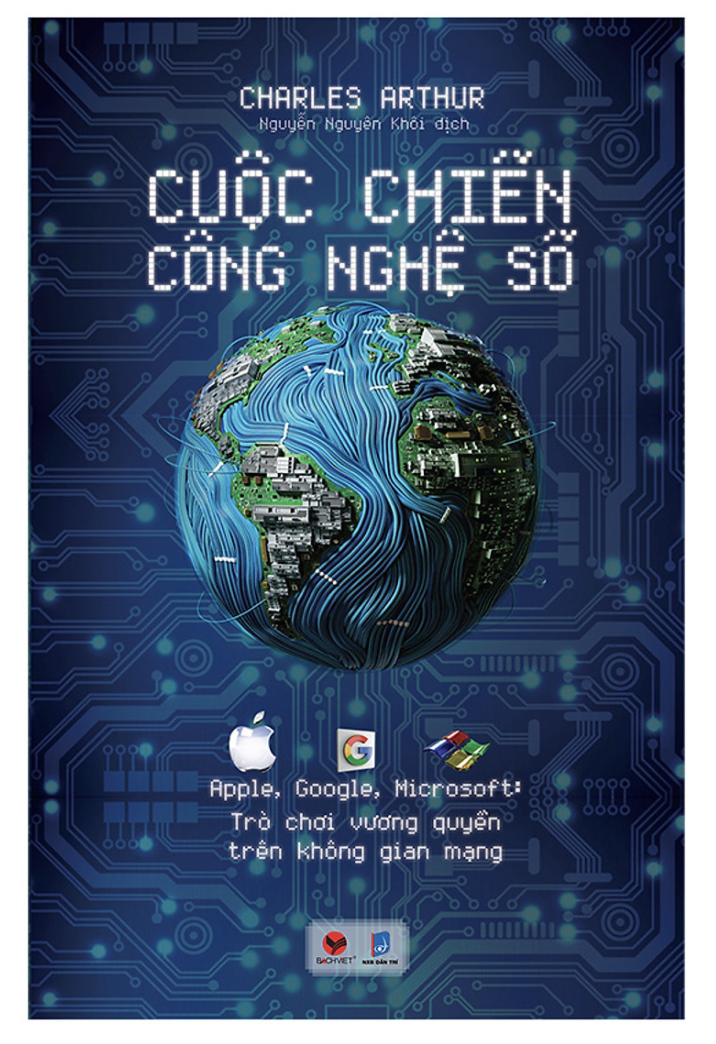 CHARLES ARTHUR
Nguyễn Nguyên Khôi dịch
CUỘC CHIẾN
CÔNG NGHỆ SỐ
Apple, Google, Microsoft:
Trò chơi vương quyền
trên không gian mạng
BACHVIET®
NXB DÂN TRÍ